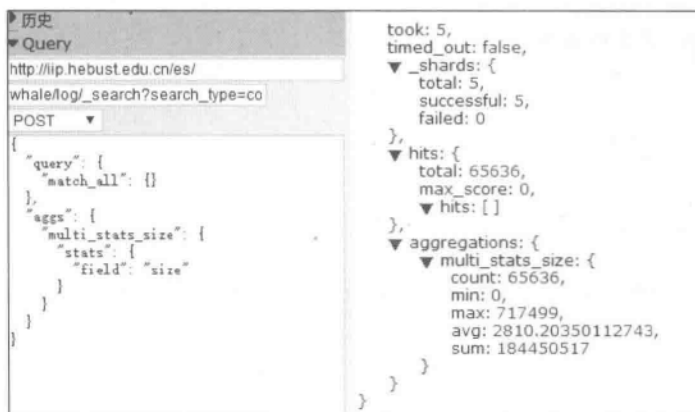 历史
Query
http://iip.hebust.edu.cn/es/
whale/log/_search?search_type=co
POST
{
"query": {
"match_all": {}
},
"aggs": {
"multi_stats_size": {
"stats": {
"field": "size"
}
}
}
}
took: 5,
timed_out: false,
_shards: {
total: 5,
successful: 5,
failed: 0
},
hits: {
total: 65636,
max_score: 0,
hits: [ ]
},
aggregations: {
multi_stats_size: {
count: 65636,
min: 0,
max: 717499,
avg: 2810.20350112743,
sum: 184450517
}
}
}